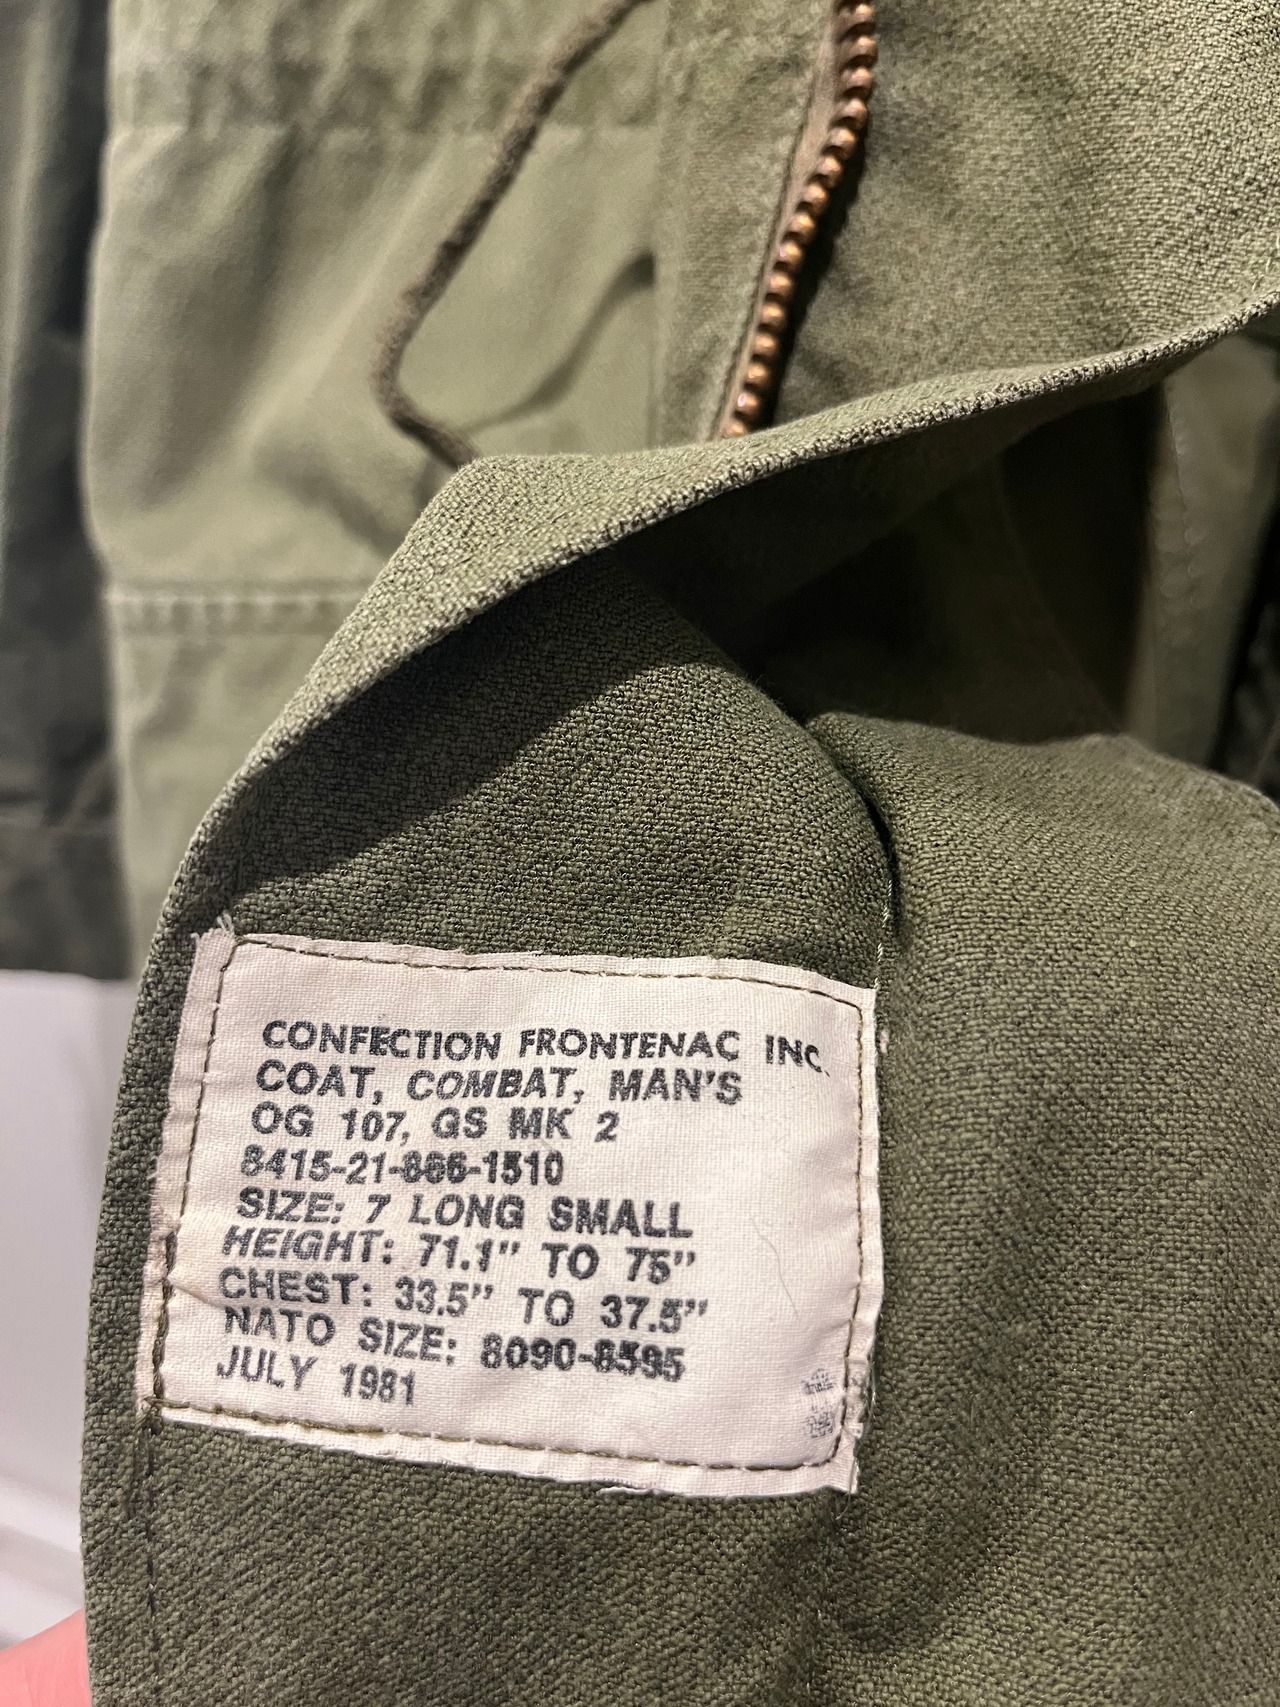 CONFECTION FRONTENAC INC.
COAT, COMBAT, MAN'S
OG 107, GS MK 2
8415-21-866-1510
SIZE: 7 LONG SMALL
HEIGHT: 71.1" TO 75"
CHEST: 33.5" TO 37.5"
NATO SIZE: 8090-8595
JULY 1981